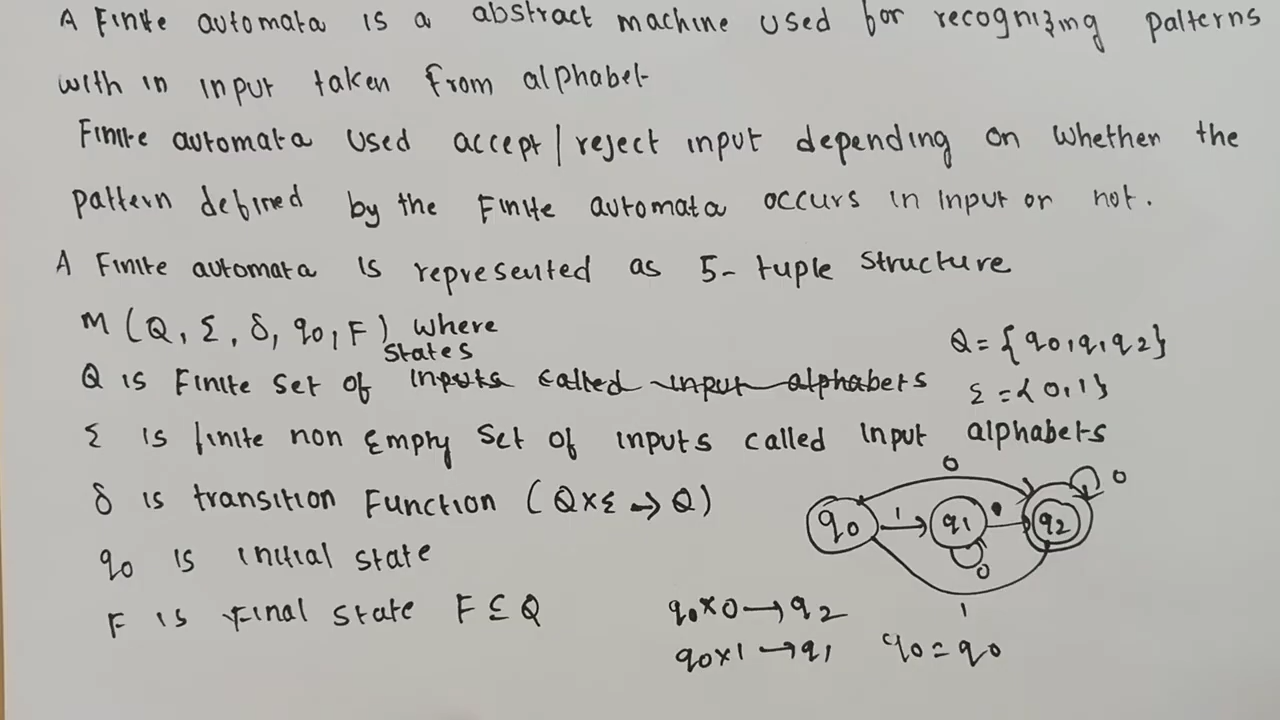 A Finite automata is a abstract machine used for recognizing patterns
with in input taken from alphabet
Finite automata used accept | reject input depending on whether the
pattern defined by the Finite automata occurs in input or not.
A Finite automata is represented as 5- tuple structure
M ( Q, Σ, δ, q0, F ) where
states
Q = { q0, q1 q2 }
Q is Finite set of inputs called input alphabets
Σ = { 0, 1 }
Σ is finite non Empty set of inputs called Input alphabets
0
δ is transition Function ( Q×Σ → Q )
0
q0 1 q1 q2
q0 is initial state
0
F is Final state F ⊆ Q
1
q0×0 → q2
q0×1 → q1 q0 = q0